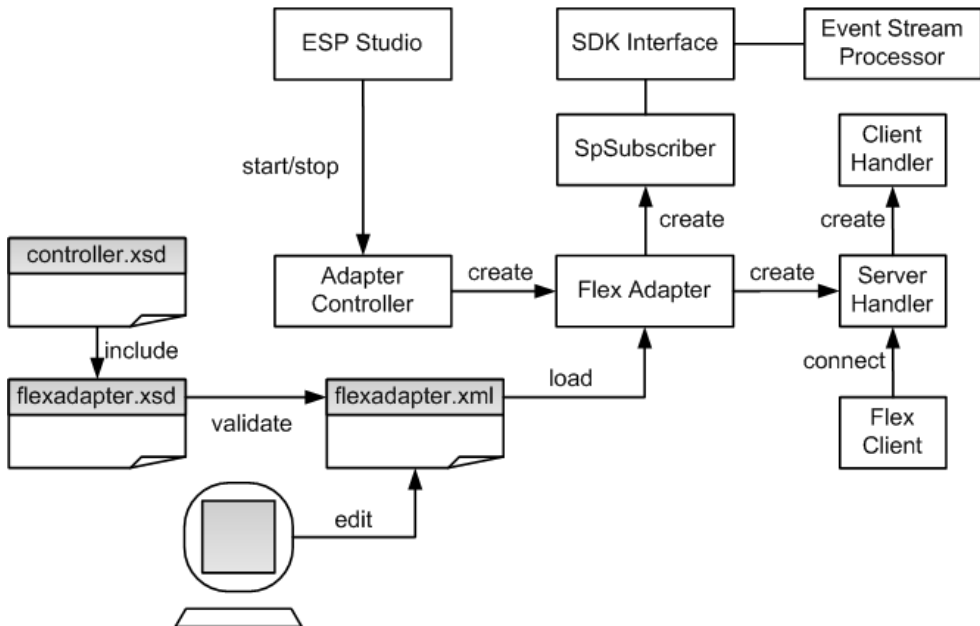 ESP Studio
SDK Interface
Event Stream
Processor
SpSubscriber
Client
Handler
start/stop
create
create
controller.xsd
Adapter
Controller
create
Flex Adapter
create
Server
Handler
include
connect
flexadapter.xsd
validate
flexadapter.xml
load
Flex
Client
edit